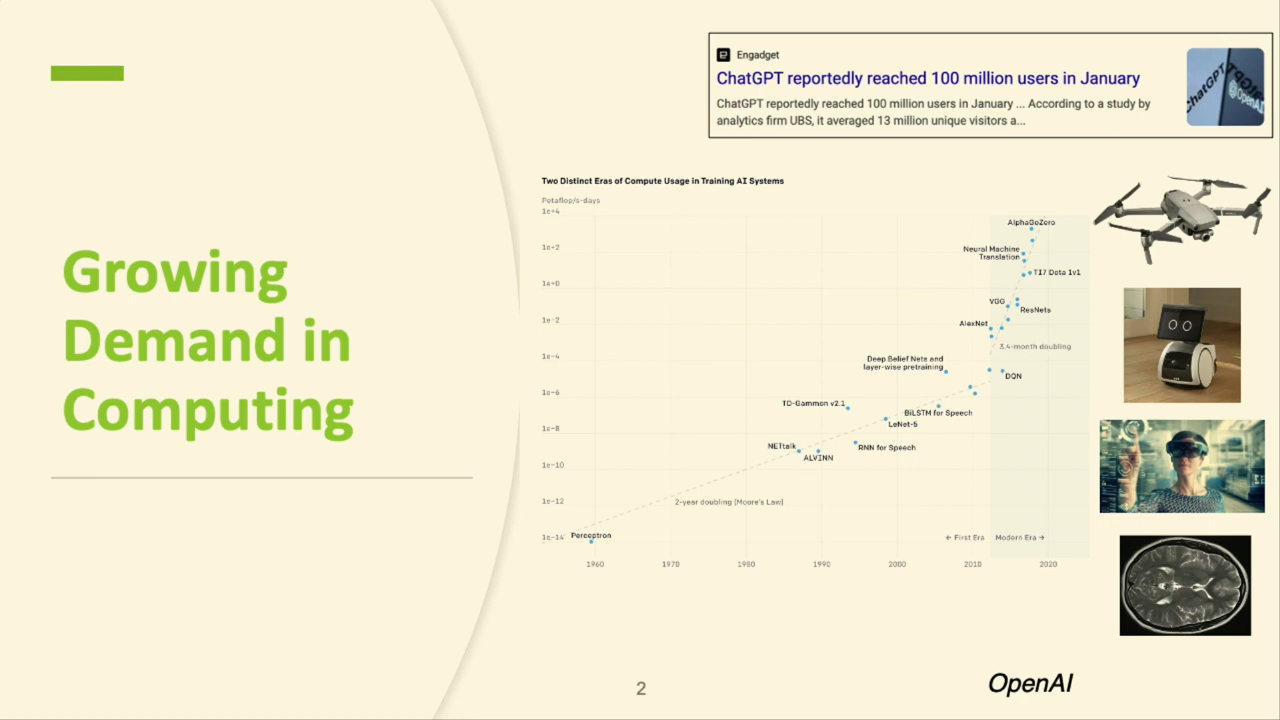 Growing
Demand in
Computing
Engadget
ChatGPT reportedly reached 100 million users in January
ChatGPT reportedly reached 100 million users in January ... According to a study by
analytics firm UBS, it averaged 13 million unique visitors a...
ChatGPT
@OpenAI
Two Distinct Eras of Compute Usage in Training AI Systems
Petaflop/s-days
1e+4
1e+2
1e+0
1e-2
1e-4
1e-6
1e-8
1e-10
1e-12
1e-14
AlphaGoZero
Neural Machine
Translation
TI7 Dota 1v1
VGG
ResNets
AlexNet
3.4-month doubling
Deep Belief Nets and
layer-wise pretraining
DQN
TD-Gammon v2.1
BiLSTM for Speech
LeNet-5
NETtalk
RNN for Speech
ALVINN
2-year doubling (Moore's Law)
Perceptron
← First Era
Modern Era →
1960
1970
1980
1990
2000
2010
2020
2
OpenAI